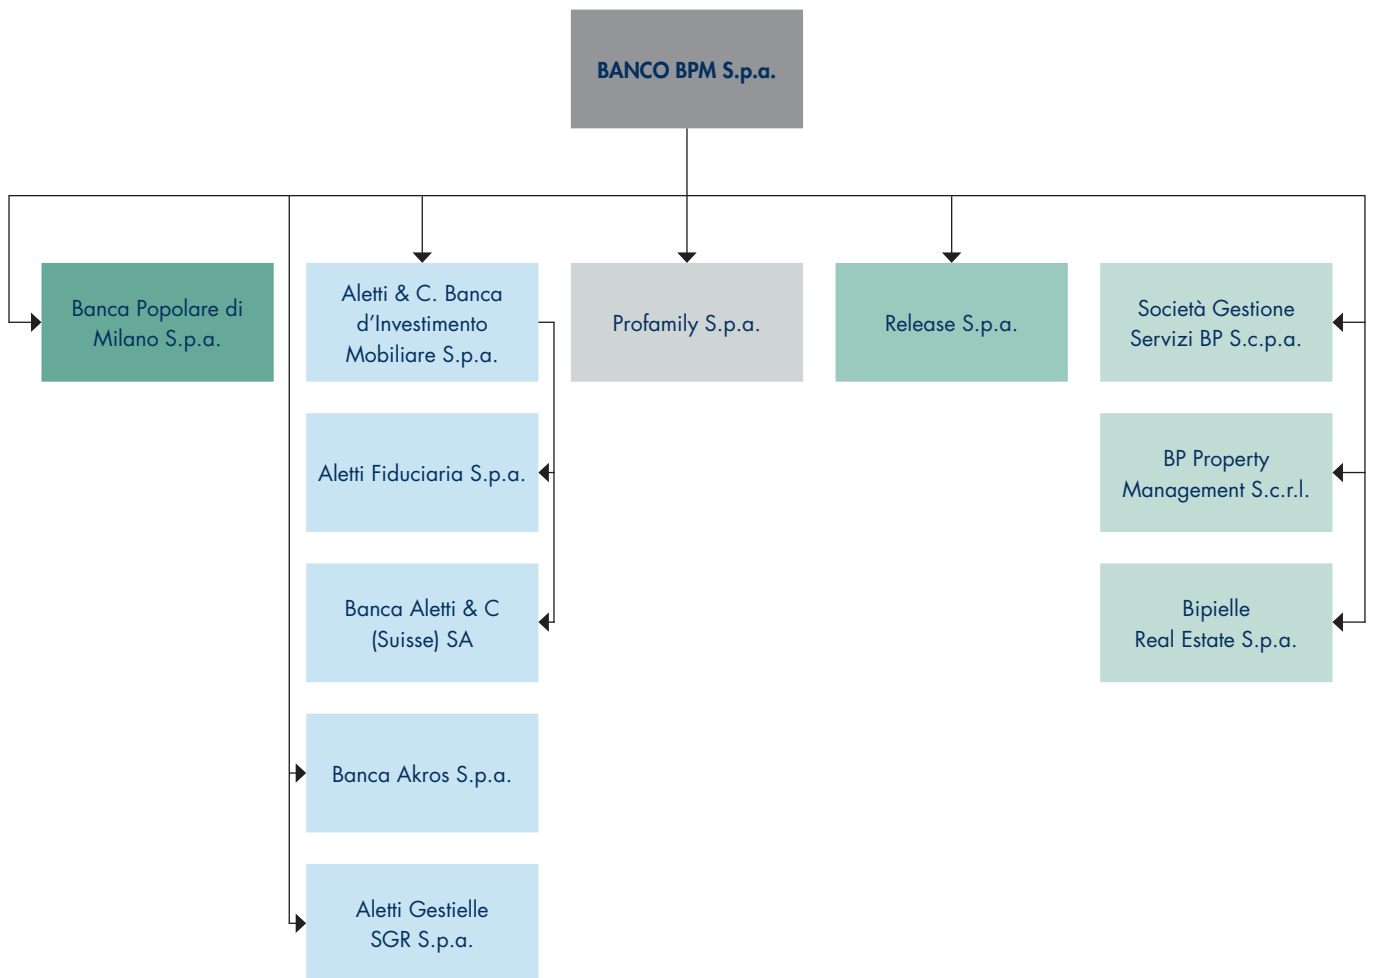 BANCO BPM S.p.a.
Banca Popolare di
Milano S.p.a.
Aletti & C. Banca
d’Investimento
Mobiliare S.p.a.
Profamily S.p.a.
Release S.p.a.
Società Gestione
Servizi BP S.c.p.a.
Aletti Fiduciaria S.p.a.
BP Property
Management S.c.r.l.
Banca Aletti & C
(Suisse) SA
Bipielle
Real Estate S.p.a.
Banca Akros S.p.a.
Aletti Gestielle
SGR S.p.a.